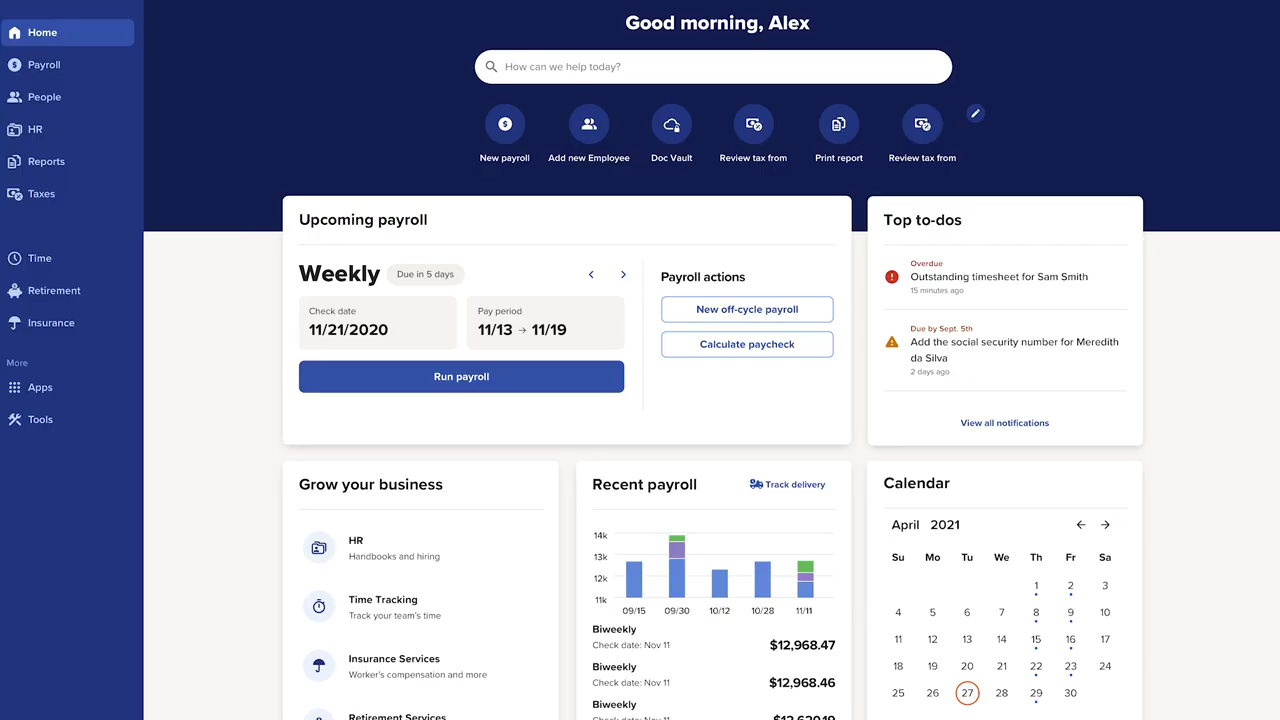 Home
Payroll
People
HR
Reports
Taxes
Time
Retirement
Insurance
More
Apps
Tools
Good morning, Alex
How can we help today?
New payroll
Add new Employee
Doc Vault
Review tax from
Print report
Review tax from
Upcoming payroll
Weekly Due in 5 days
Check date
11/21/2020
Pay period
11/13 → 11/19
Run payroll
Payroll actions
New off-cycle payroll
Calculate paycheck
Top to-dos
Overdue
Outstanding timesheet for Sam Smith
15 minutes ago
Due by Sept. 5th
Add the social security number for Meredith
da Silva
2 days ago
View all notifications
Grow your business
HR
Handbooks and hiring
Time Tracking
Track your team's time
Insurance Services
Worker's compensation and more
Retirement Services
Recent payroll Track delivery
14k
13k
12k
11k
09/15 09/30 10/12 10/28 11/11
Biweekly
Check date: Nov 11 $12,968.47
Biweekly
Check date: Nov 11 $12,968.46
Biweekly
Check date: Nov 11 $12,620.19
Calendar
April 2021
Su Mo Tu We Th Fr Sa
1 2 3
4 5 6 7 8 9 10
11 12 13 14 15 16 17
18 19 20 21 22 23 24
25 26 27 28 29 30